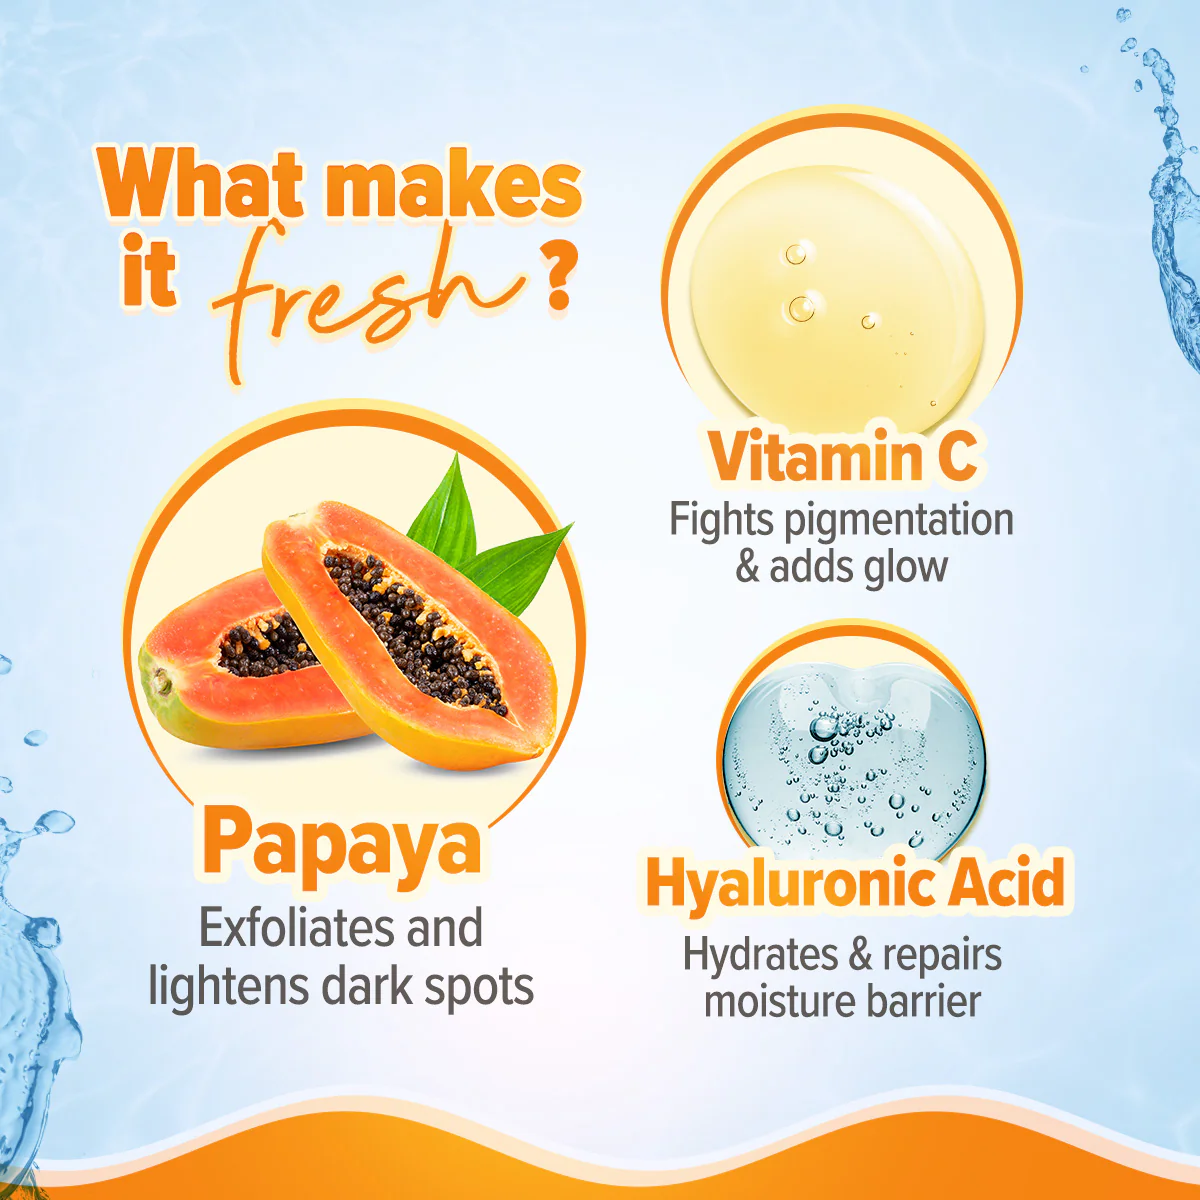 What makes
it fresh?
Papaya
Exfoliates and
lightens dark spots
Vitamin C
Fights pigmentation
& adds glow
Hyaluronic Acid
Hydrates & repairs
moisture barrier